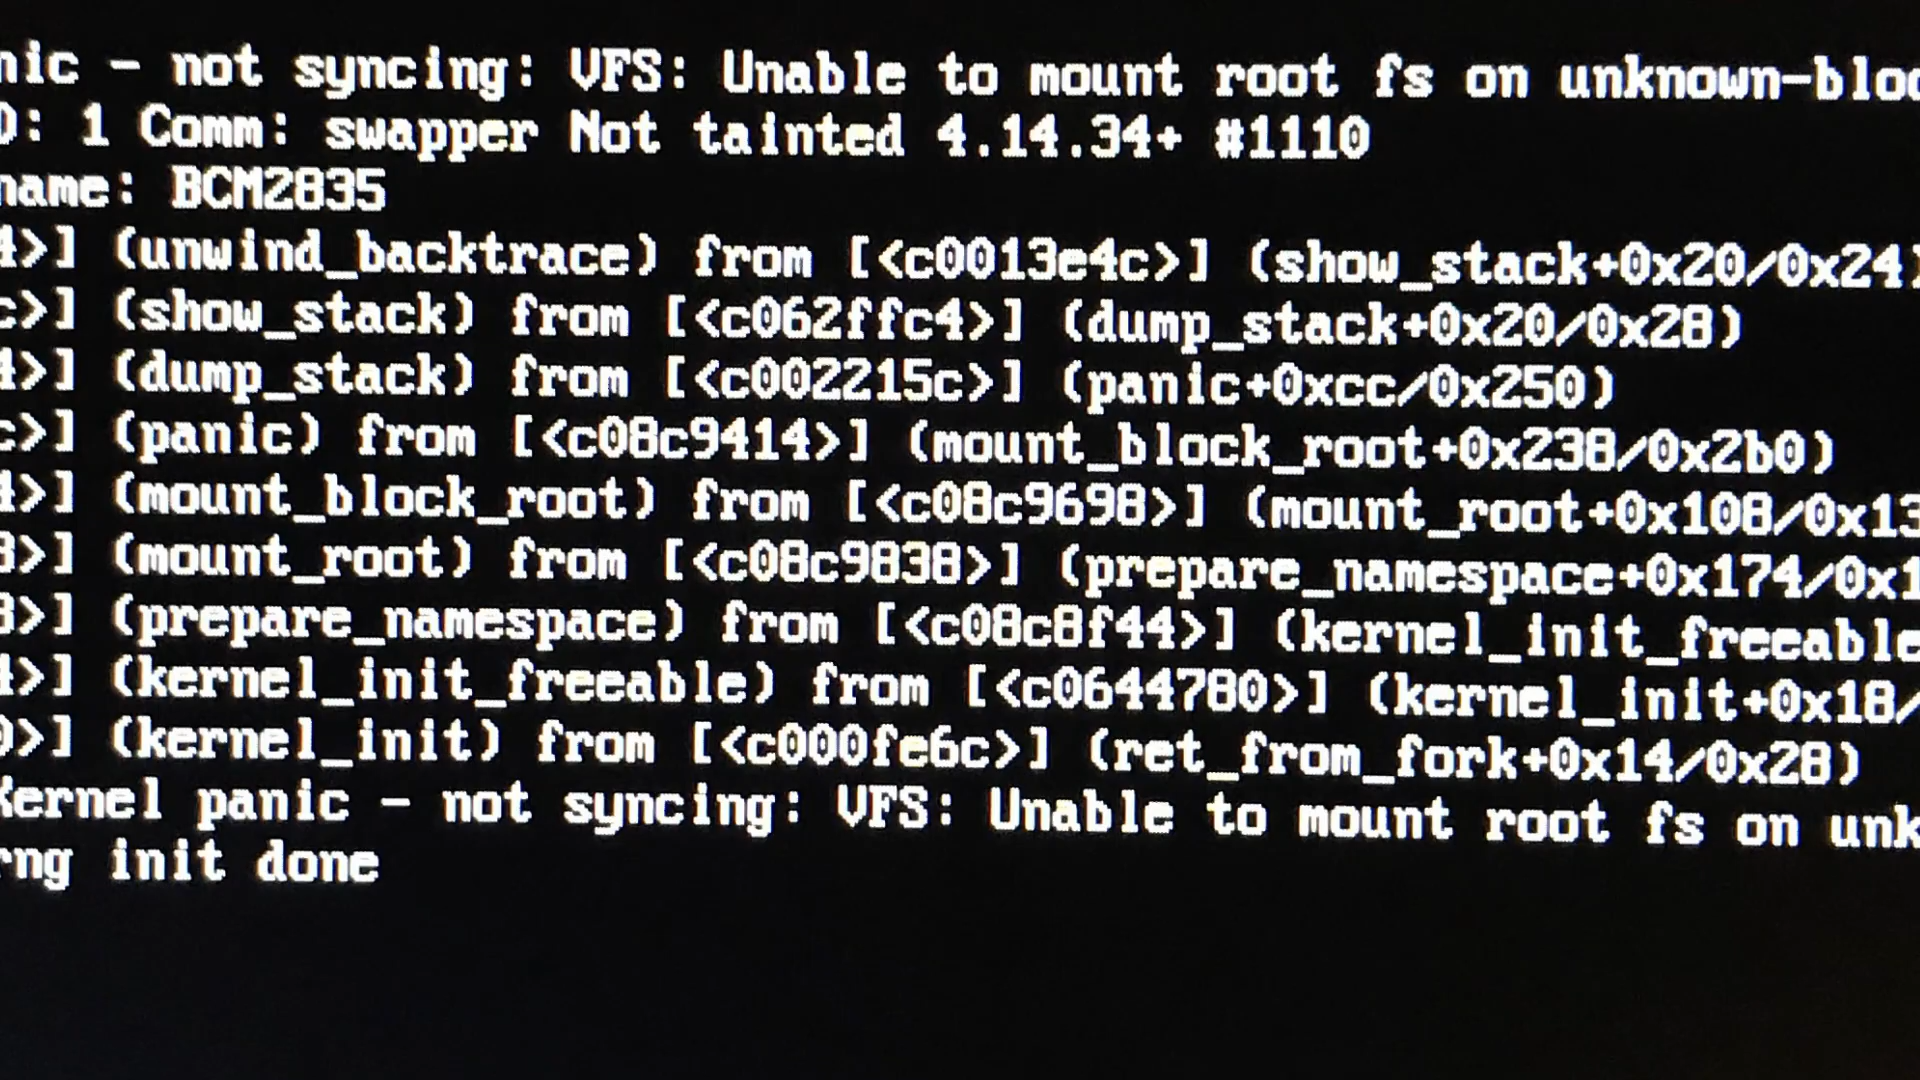 nic - not syncing: VFS: Unable to mount root fs on unknown-bloc
D: 1 Comm: swapper Not tainted 4.14.34+ #1110
name: BCM2835
4>] (unwind_backtrace) from [<c0013e4c>] (show_stack+0x20/0x24)
c>] (show_stack) from [<c062ffc4>] (dump_stack+0x20/0x28)
4>] (dump_stack) from [<c002215c>] (panic+0xcc/0x250)
c>] (panic) from [<c08c9414>] (mount_block_root+0x238/0x2b0)
4>] (mount_block_root) from [<c08c9698>] (mount_root+0x108/0x13
8>] (mount_root) from [<c08c9838>] (prepare_namespace+0x174/0x1
8>] (prepare_namespace) from [<c08c8f44>] (kernel_init_freeable
4>] (kernel_init_freeable) from [<c0644780>] (kernel_init+0x18/
0>] (kernel_init) from [<c000fe6c>] (ret_from_fork+0x14/0x28)
Kernel panic - not syncing: VFS: Unable to mount root fs on unk
rng init done